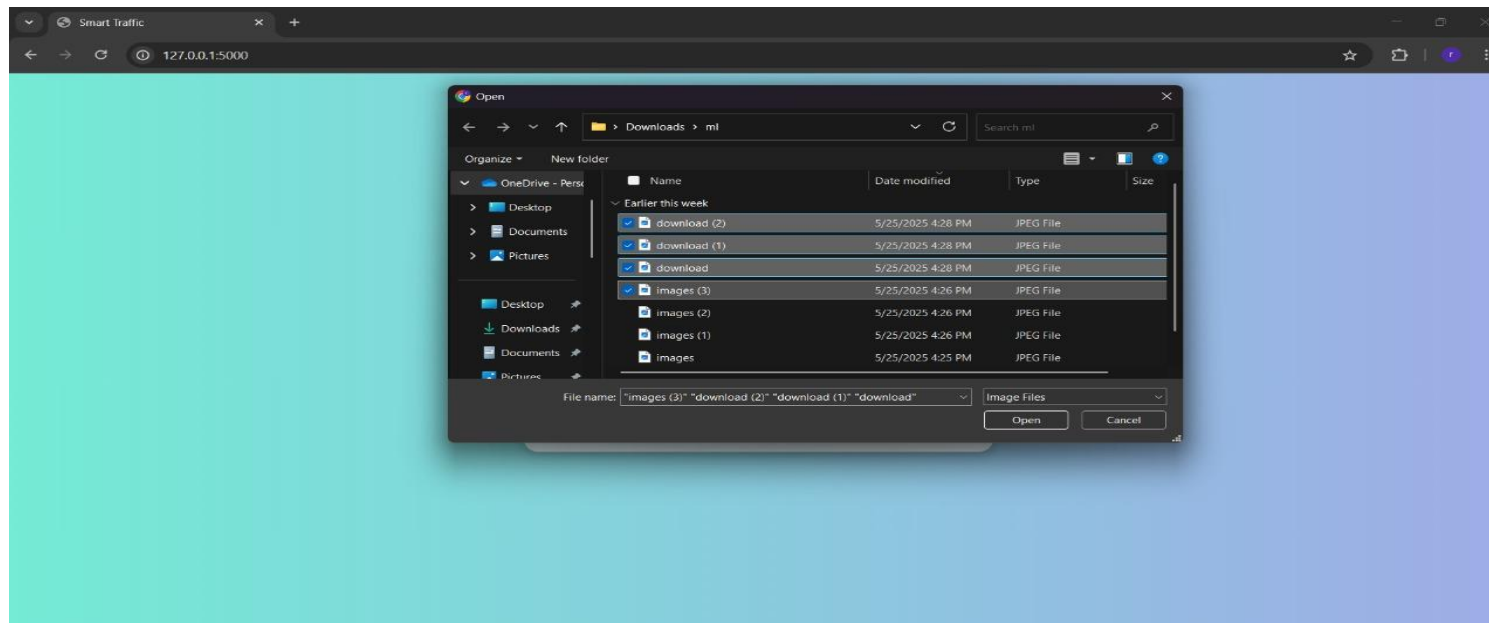 Smart Traffic
127.0.0.1:5000
r
Open
Downloads > ml
Search ml
Organize
New folder
OneDrive - Perso
Name
Date modified
Type
Size
Desktop
Documents
Pictures
Earlier this week
download (2) 5/25/2025 4:28 PM JPEG File
download (1) 5/25/2025 4:28 PM JPEG File
download 5/25/2025 4:28 PM JPEG File
images (3) 5/25/2025 4:26 PM JPEG File
images (2) 5/25/2025 4:26 PM JPEG File
images (1) 5/25/2025 4:26 PM JPEG File
images 5/25/2025 4:25 PM JPEG File
Desktop
Downloads
Documents
Pictures
File name: "images (3)" "download (2)" "download (1)" "download"
Image Files
Open
Cancel